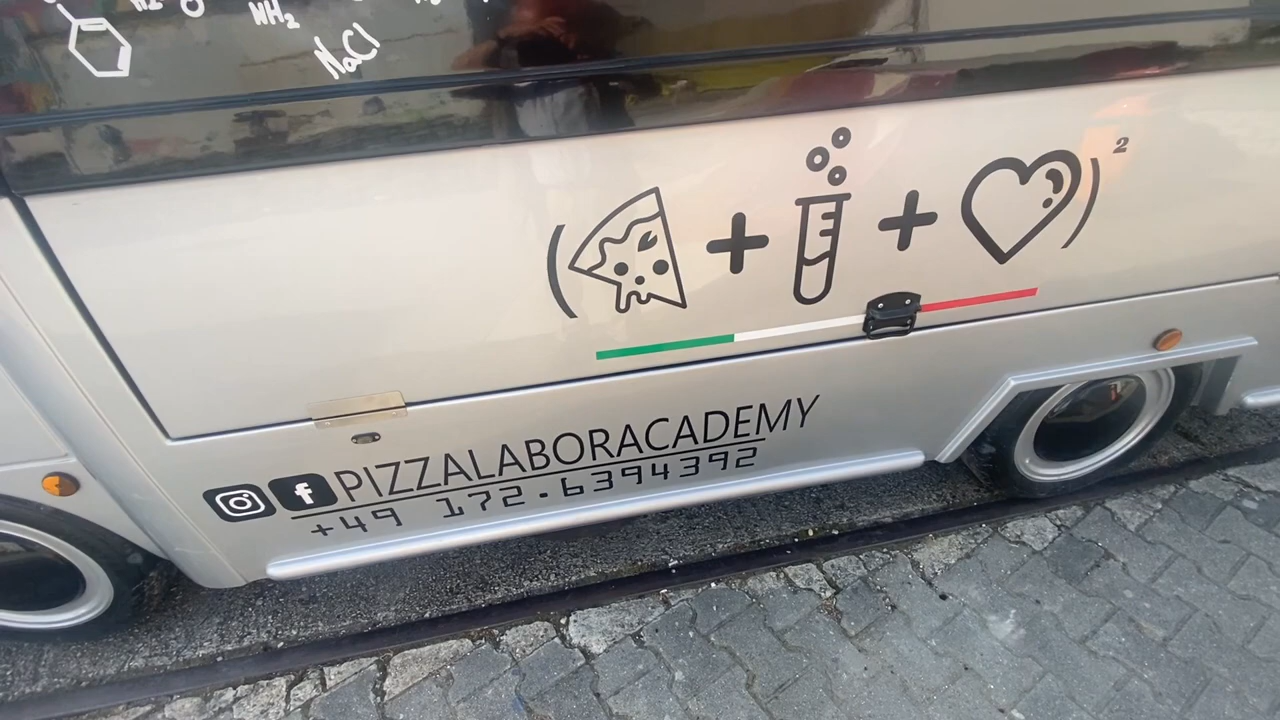 NH₂
NaCl
( + + )²
PIZZALABORACADEMY
+49 172.6394392